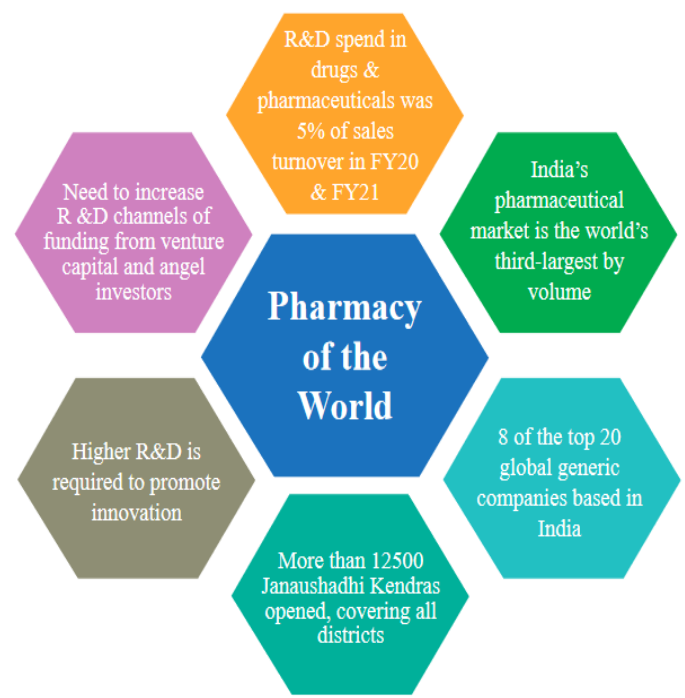 R&D spend in
drugs &
pharmaceuticals was
5% of sales
turnover in FY20
& FY21
Need to increase
R &D channels of
funding from venture
capital and angel
investors
India’s
pharmaceutical
market is the world’s
third-largest by
volume
Pharmacy
of the
World
Higher R&D is
required to promote
innovation
8 of the top 20
global generic
companies based in
India
More than 12500
Janaushadhi Kendras
opened, covering all
districts